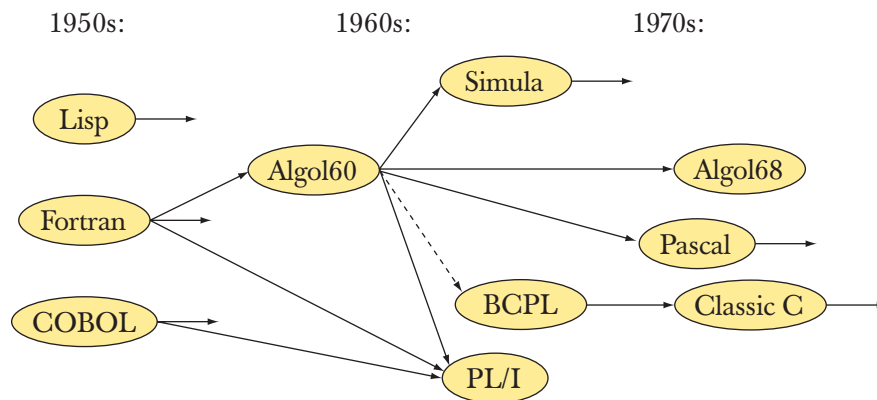 1950s:
1960s:
1970s:
Simula
Lisp
Algol60
Algol68
Fortran
Pascal
BCPL
Classic C
COBOL
PL/I